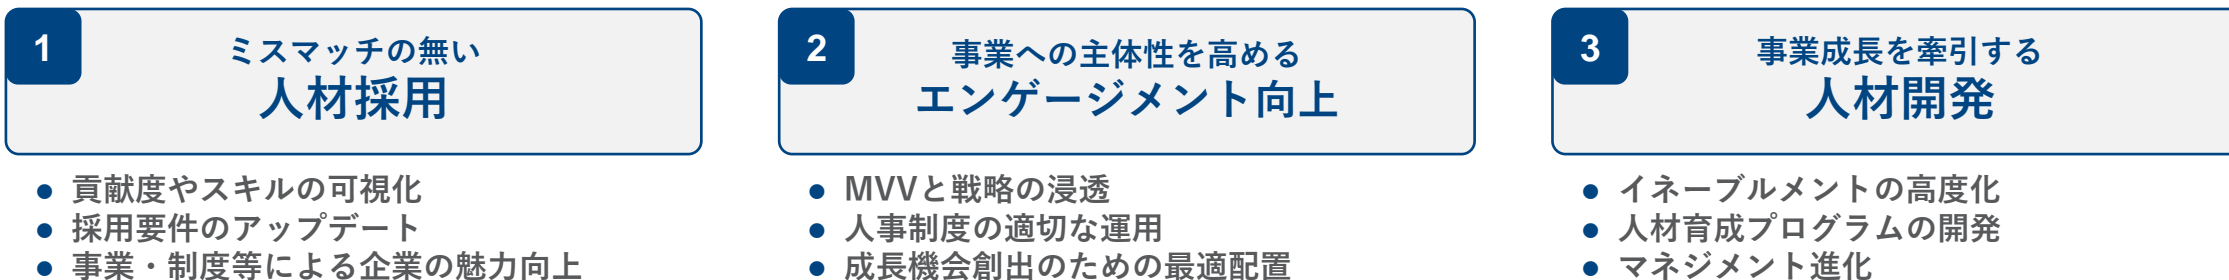 1
ミスマッチの無い
人材採用
● 貢献度やスキルの可視化
● 採用要件のアップデート
● 事業・制度等による企業の魅力向上
2
事業への主体性を高める
エンゲージメント向上
● MVVと戦略の浸透
● 人事制度の適切な運用
● 成長機会創出のための最適配置
3
事業成長を牽引する
人材開発
● イネーブルメントの高度化
● 人材育成プログラムの開発
● マネジメント進化